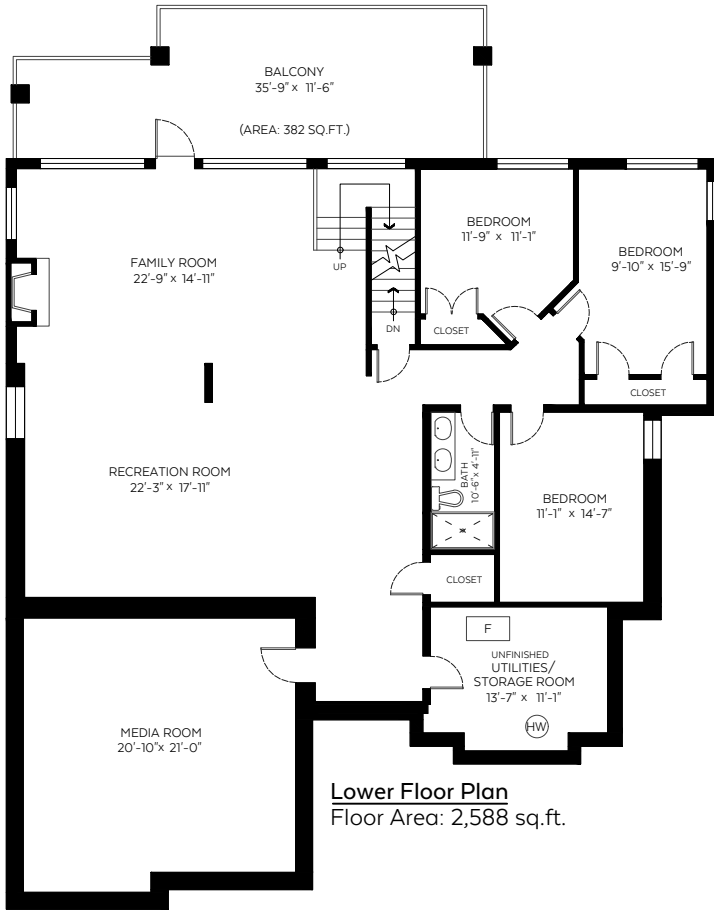 BALCONY
35'-9" x 11'-6"
(AREA: 382 SQ.FT.)
FAMILY ROOM
22'-9" x 14'-11"
UP
DN
BEDROOM
11'-9" x 11'-1"
CLOSET
BEDROOM
9'-10" x 15'-9"
CLOSET
RECREATION ROOM
22'-3" x 17'-11"
BATH
10'-6" x 4'-11"
BEDROOM
11'-1" x 14'-7"
CLOSET
F
UNFINISHED
UTILITIES/
STORAGE ROOM
13'-7" x 11'-1"
HW
MEDIA ROOM
20'-10"x 21'-0"
Lower Floor Plan
Floor Area: 2,588 sq.ft.